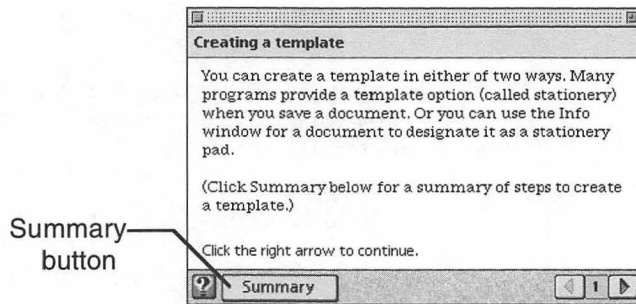 Creating a template
You can create a template in either of two ways. Many
programs provide a template option (called stationery)
when you save a document. Or you can use the Info
window for a document to designate it as a stationery
pad.
(Click Summary below for a summary of steps to create
a template.)
Click the right arrow to continue.
Summary
button
? Summary 1